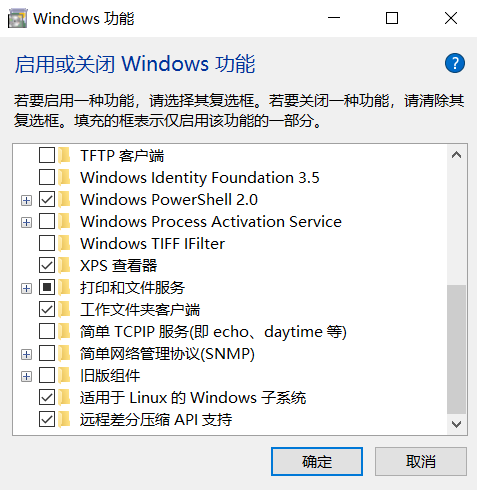 Windows 功能
启用或关闭 Windows 功能
?
若要启用一种功能，请选择其复选框。若要关闭一种功能，请清除其
复选框。填充的框表示仅启用该功能的一部分。
TFTP 客户端
Windows Identity Foundation 3.5
Windows PowerShell 2.0
Windows Process Activation Service
Windows TIFF IFilter
XPS 查看器
打印和文件服务
工作文件夹客户端
简单 TCPIP 服务(即 echo、daytime 等)
简单网络管理协议(SNMP)
旧版组件
适用于 Linux 的 Windows 子系统
远程差分压缩 API 支持
确定
取消